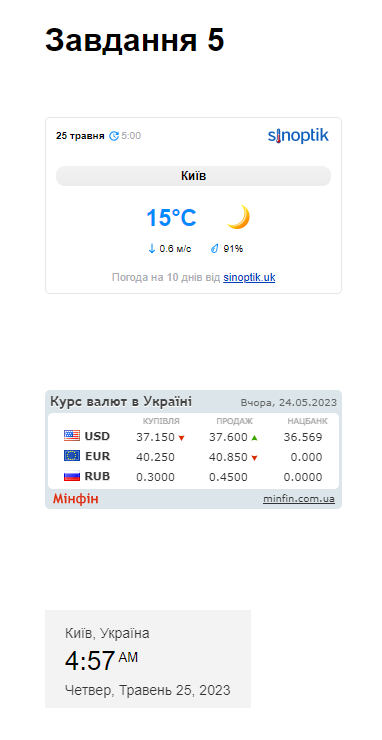 Завдання 5
25 травня 5:00 sinoptik
Київ
15°C
0.6 м/с 91%
Погода на 10 днів від sinoptik.uk
Курс валют в Україні Вчора, 24.05.2023
КУПІВЛЯ ПРОДАЖ НАЦБАНК
USD 37.150 37.600 36.569
EUR 40.250 40.850 0.000
RUB 0.3000 0.4500 0.0000
Мінфін minfin.com.ua
Київ, Україна
4:57 AM
Четвер, Травень 25, 2023